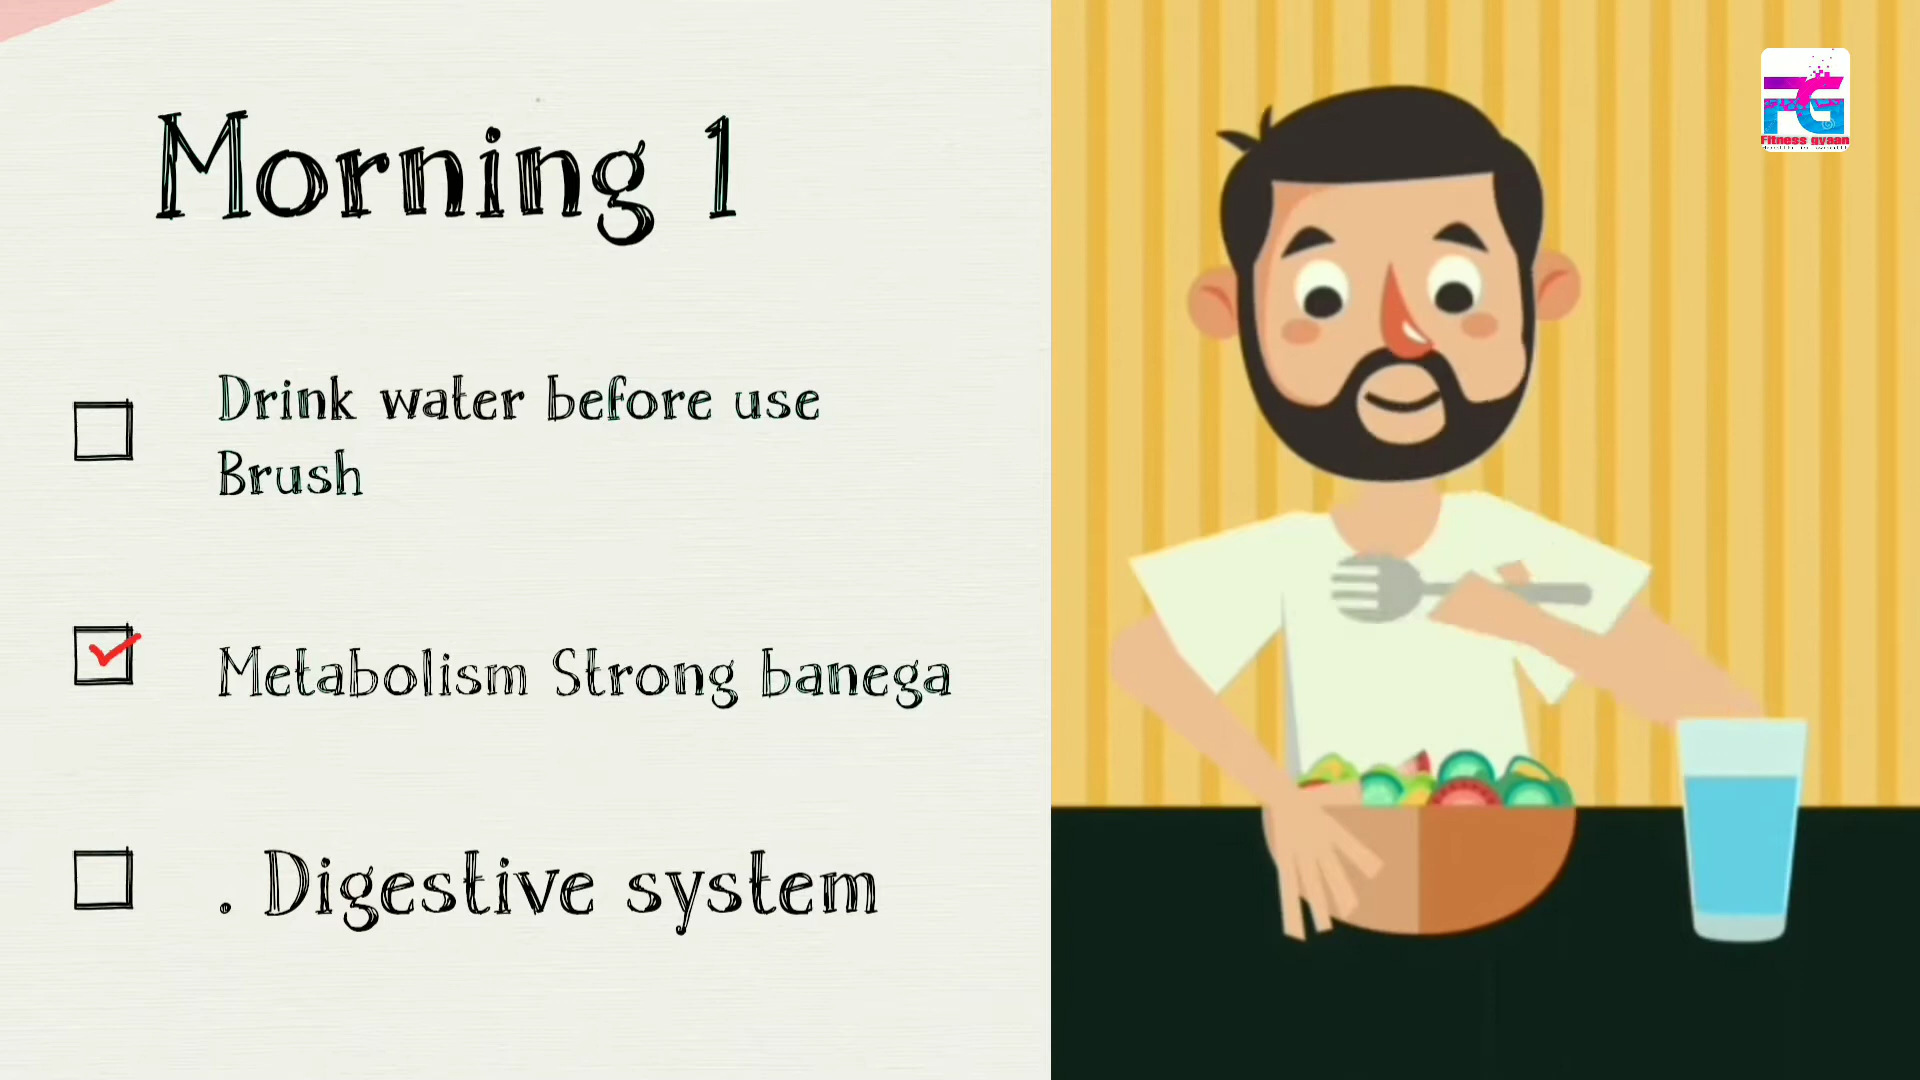 Morning 1
Drink water before use
Brush
Metabolism Strong banega
. Digestive system
Fitness gyaan